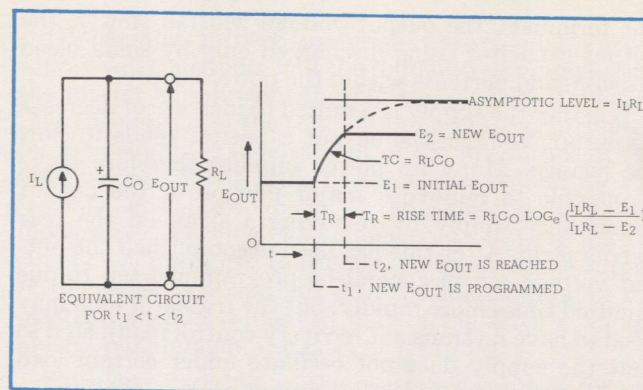 I_L
+
-
C_O
E_OUT
R_L
EQUIVALENT CIRCUIT
FOR t_1 < t < t_2
E_OUT
O
t
ASYMPTOTIC LEVEL = I_LR_L
E_2 = NEW E_OUT
TC = R_LC_O
E_1 = INITIAL E_OUT
T_R
T_R = RISE TIME = R_LC_O LOG_e (I_LR_L - E_1 / I_LR_L - E_2)
t_2, NEW E_OUT IS REACHED
t_1, NEW E_OUT IS PROGRAMMED